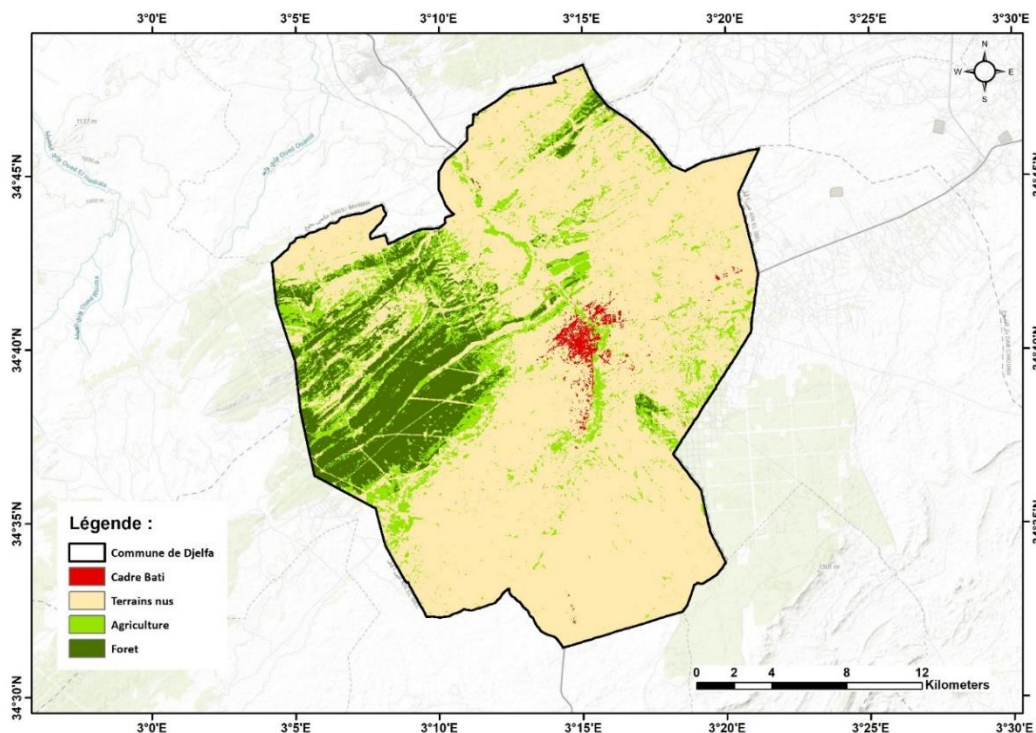 3°0'E 3°5'E 3°10'E 3°15'E 3°20'E 3°25'E 3°30'E
N
W E
S
34°45'N
34°40'N
34°35'N
34°30'N
1137 m
Légende :
Commune de Djelfa
Cadre Bati
Terrains nus
Agriculture
Foret
0 2 4 8 12
Kilometers
3°0'E 3°5'E 3°10'E 3°15'E 3°20'E 3°25'E 3°30'E